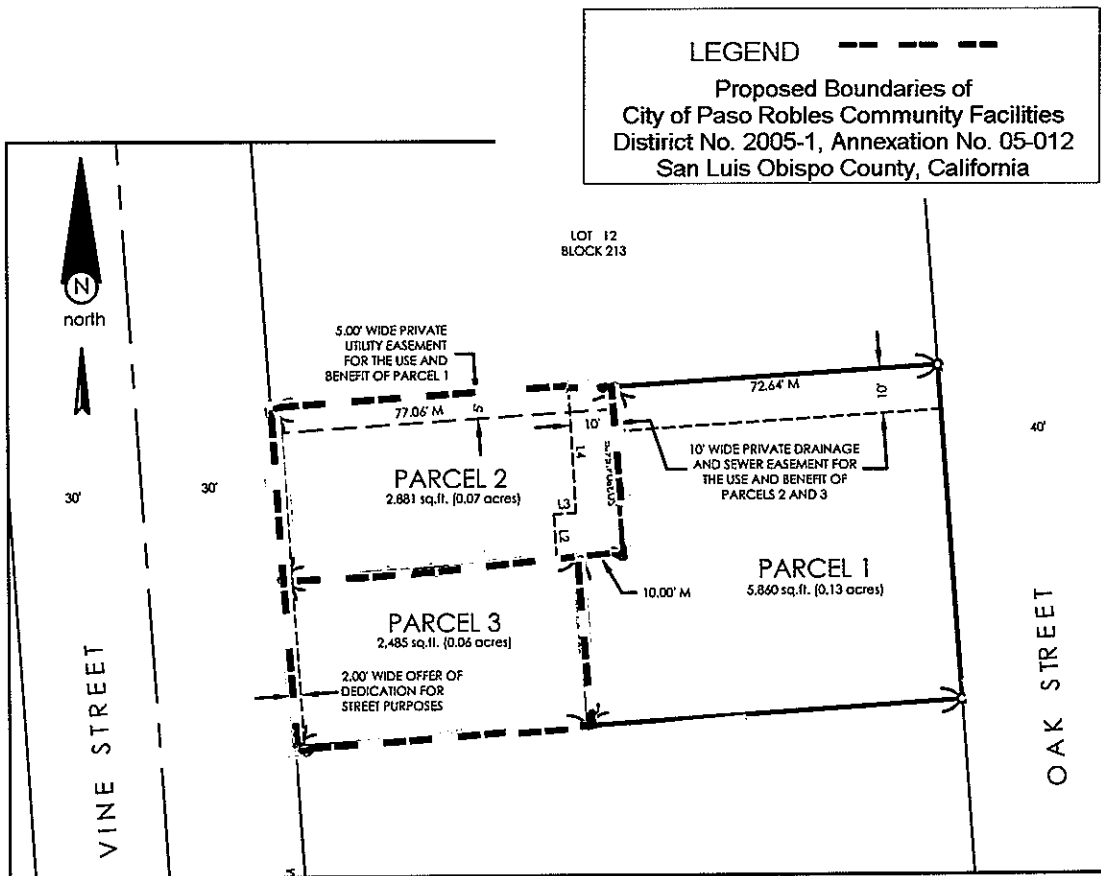 LEGEND
Proposed Boundaries of
City of Paso Robles Community Facilities
Distirict No. 2005-1, Annexation No. 05-012
San Luis Obispo County, California
N
north
LOT 12
BLOCK 213
5.00' WIDE PRIVATE
UTILITY EASEMENT
FOR THE USE AND
BENEFIT OF PARCEL 1
77.06' M
5'
10'
L4
L3
L2
72.64' M
10'
10' WIDE PRIVATE DRAINAGE
AND SEWER EASEMENT FOR
THE USE AND BENEFIT OF
PARCELS 2 AND 3
40'
30'
30'
PARCEL 2
2,881 sq.ft. (0.07 acres)
PARCEL 1
5,860 sq.ft. (0.13 acres)
10.00' M
PARCEL 3
2,485 sq.ft. (0.06 acres)
2.00' WIDE OFFER OF
DEDICATION FOR
STREET PURPOSES
VINE STREET
OAK STREET